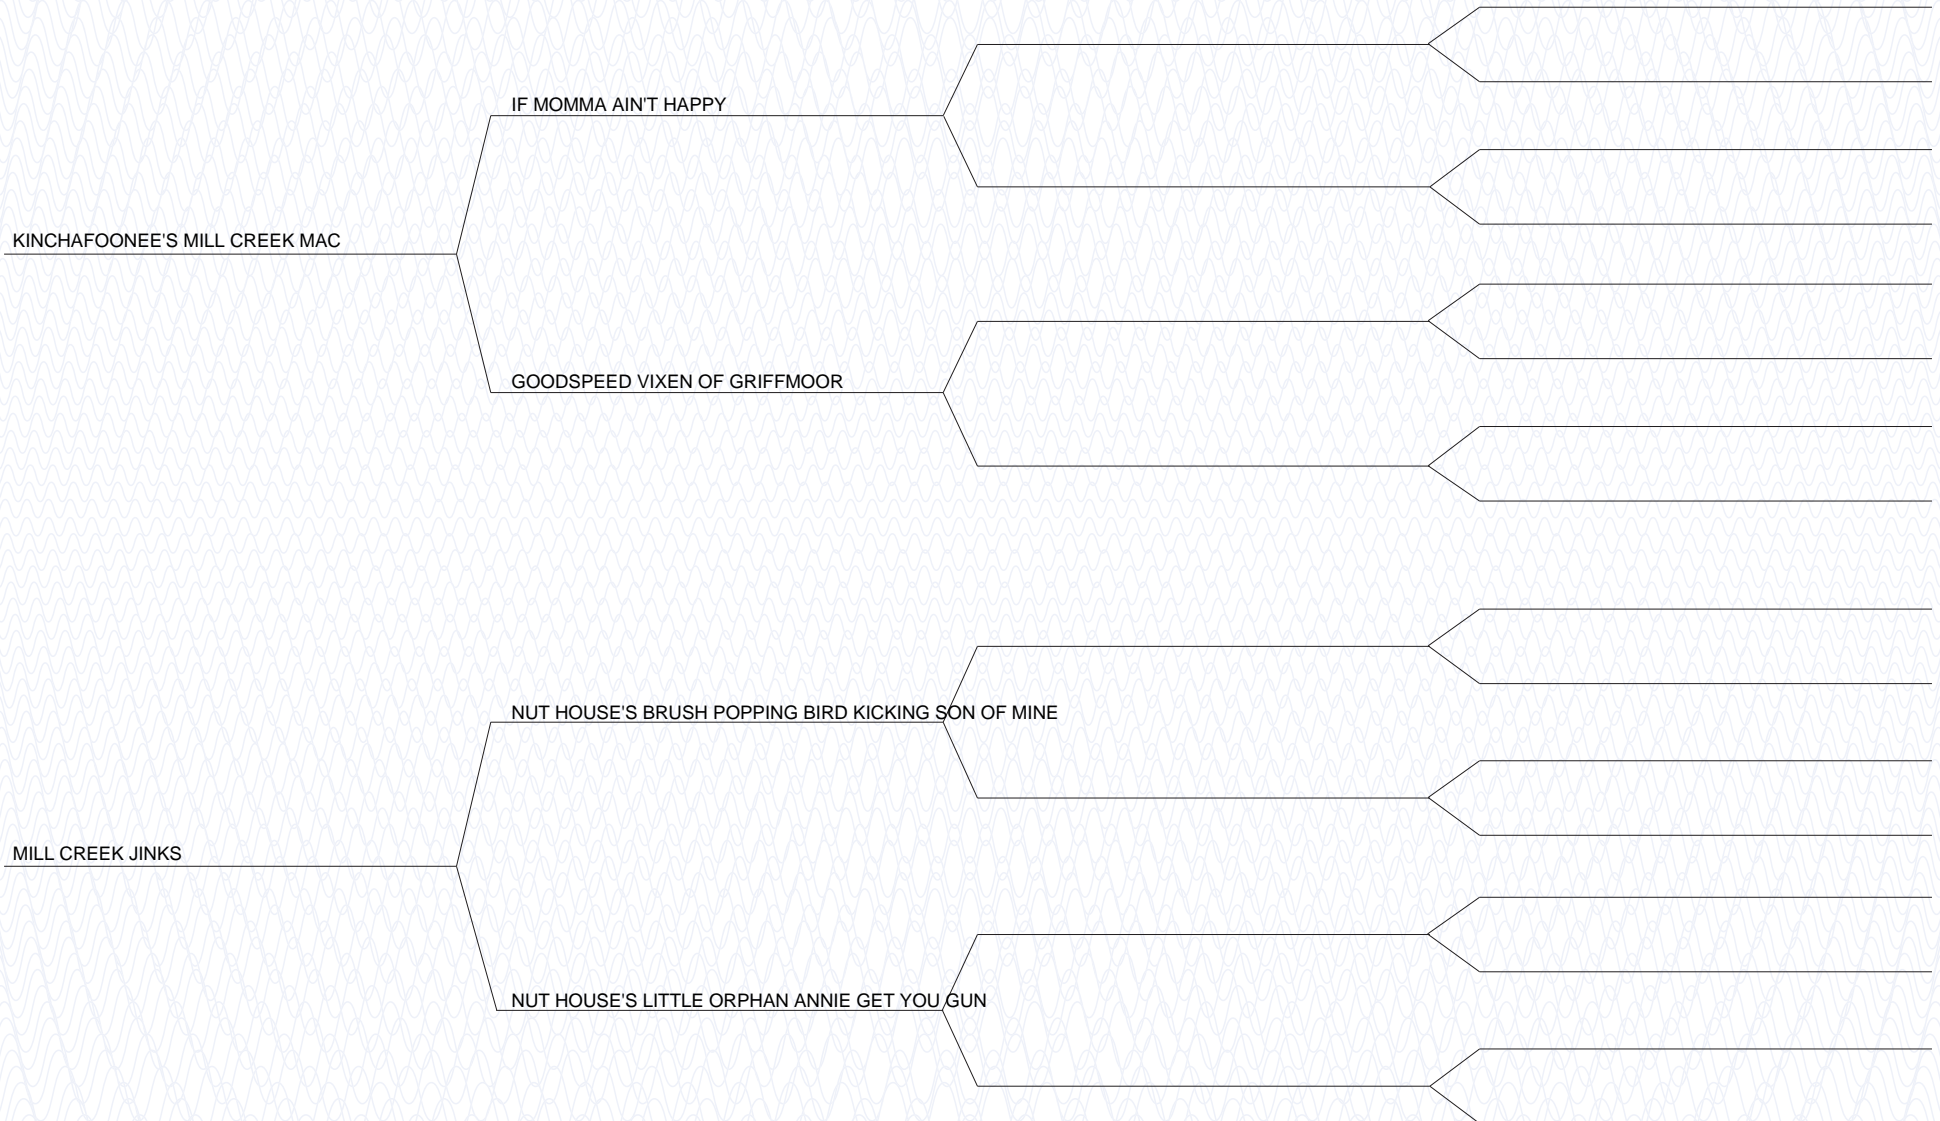 IF MOMMA AIN'T HAPPY
KINCHAFOONEE'S MILL CREEK MAC
GOODSPEED VIXEN OF GRIFFMOOR
NUT HOUSE'S BRUSH POPPING BIRD KICKING SON OF MINE
MILL CREEK JINKS
NUT HOUSE'S LITTLE ORPHAN ANNIE GET YOU GUN